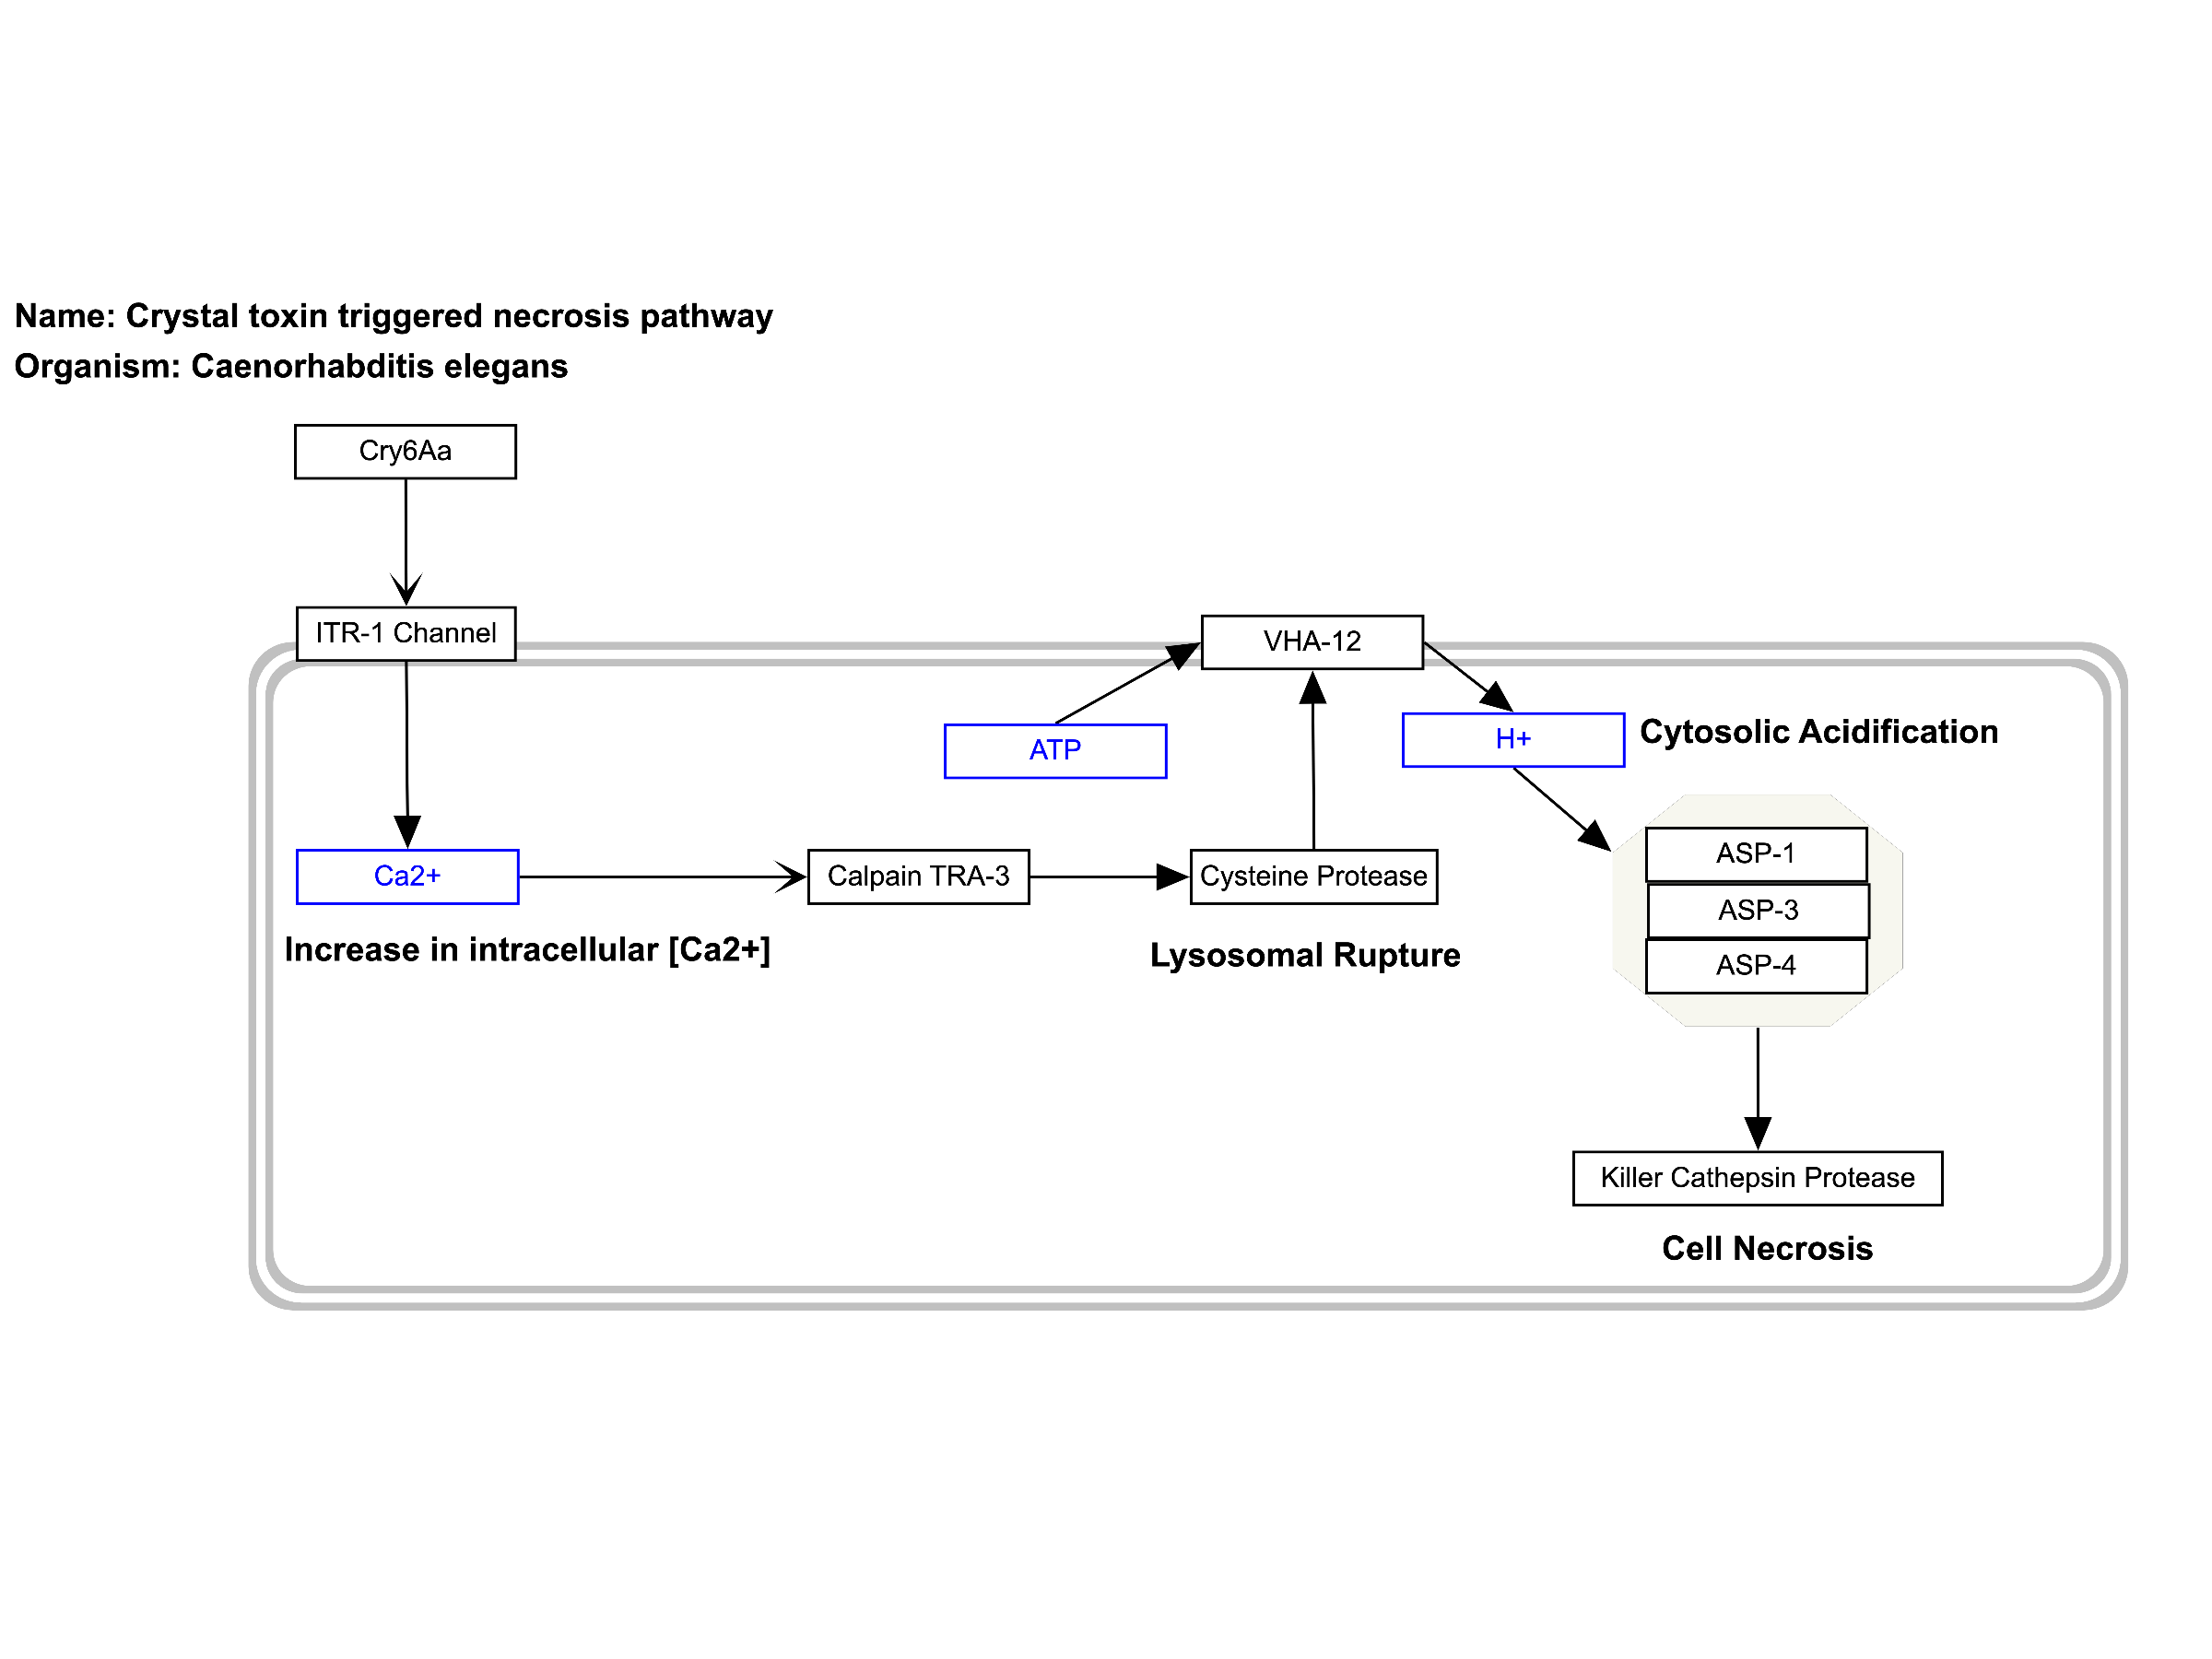 Name: Crystal toxin triggered necrosis pathway
Organism: Caenorhabditis elegans
Cry6Aa
ITR-1 Channel
VHA-12
ATP
H+
Cytosolic Acidification
Ca2+
Calpain TRA-3
Cysteine Protease
ASP-1
ASP-3
ASP-4
Increase in intracellular [Ca2+]
Lysosomal Rupture
Killer Cathepsin Protease
Cell Necrosis